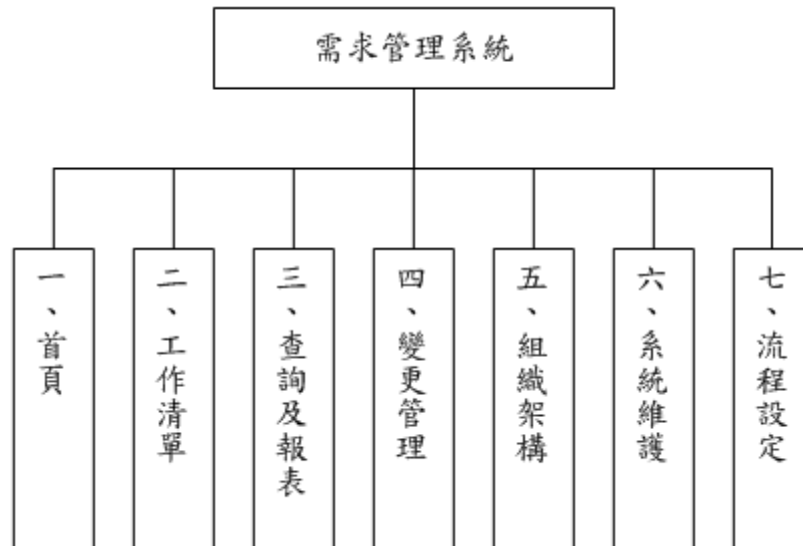 需求管理系統
一、首頁
二、工作清單
三、查詢及報表
四、變更管理
五、組織架構
六、系統維護
七、流程設定